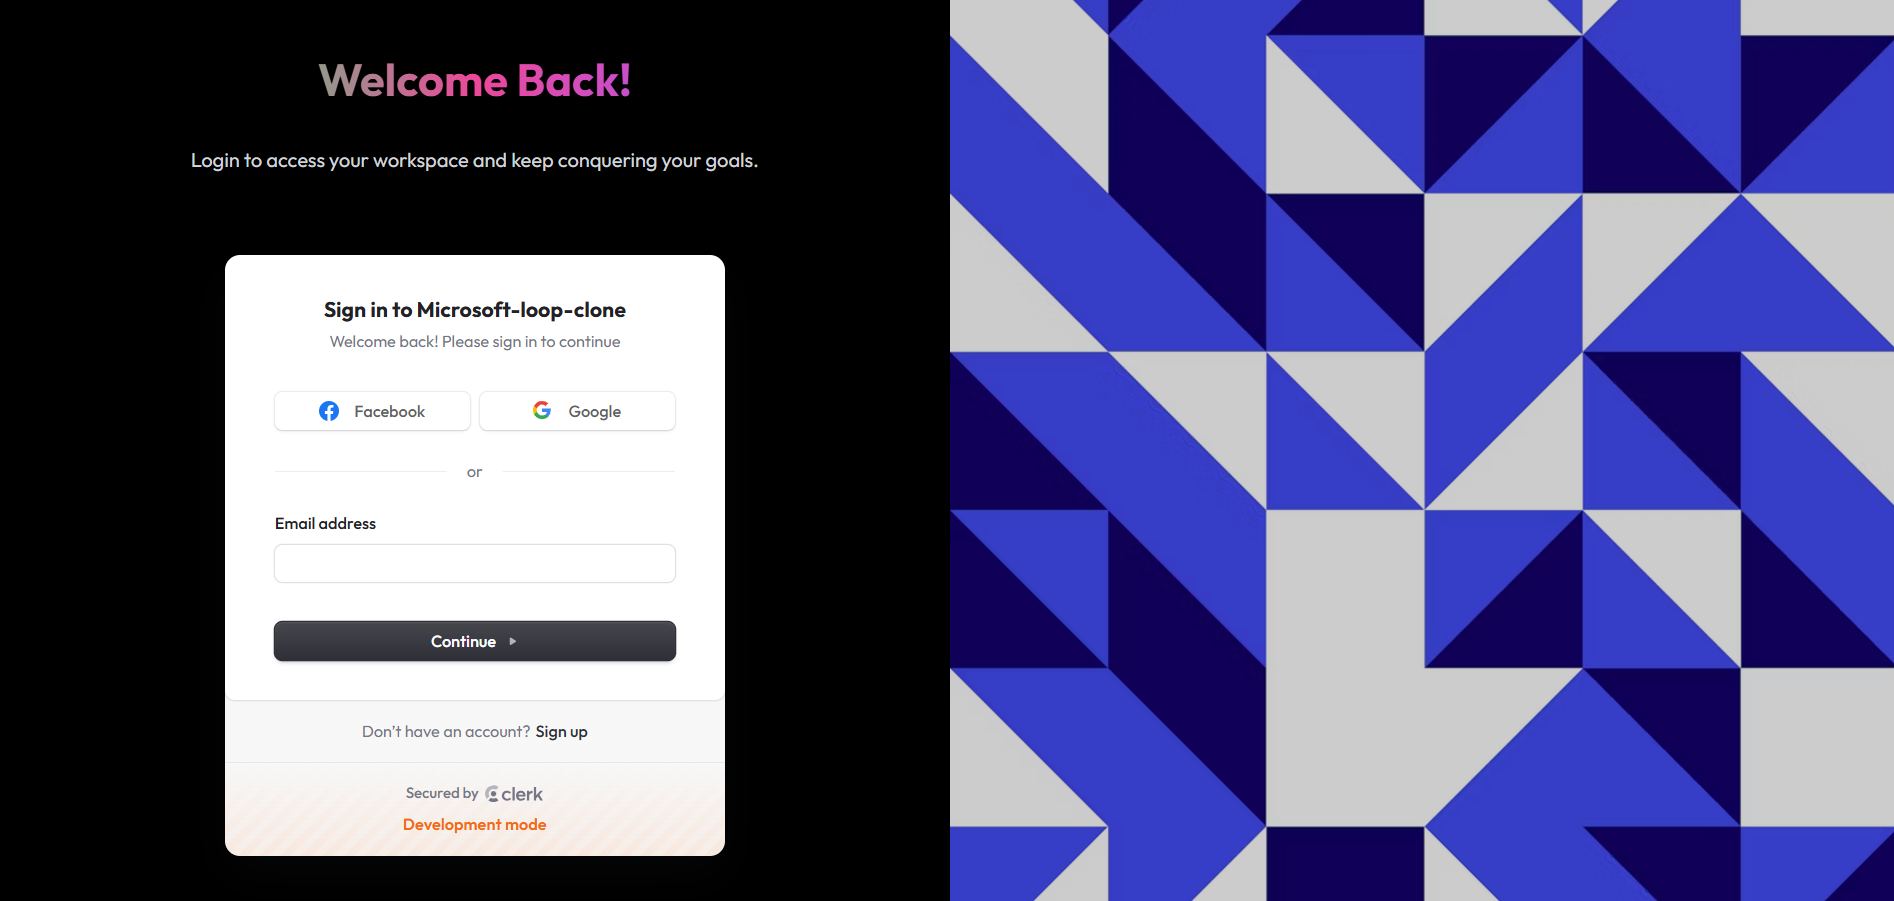 Welcome Back!
Login to access your workspace and keep conquering your goals.
Sign in to Microsoft-loop-clone
Welcome back! Please sign in to continue
Facebook
Google
or
Email address
Continue
Don’t have an account? Sign up
Secured by clerk
Development mode